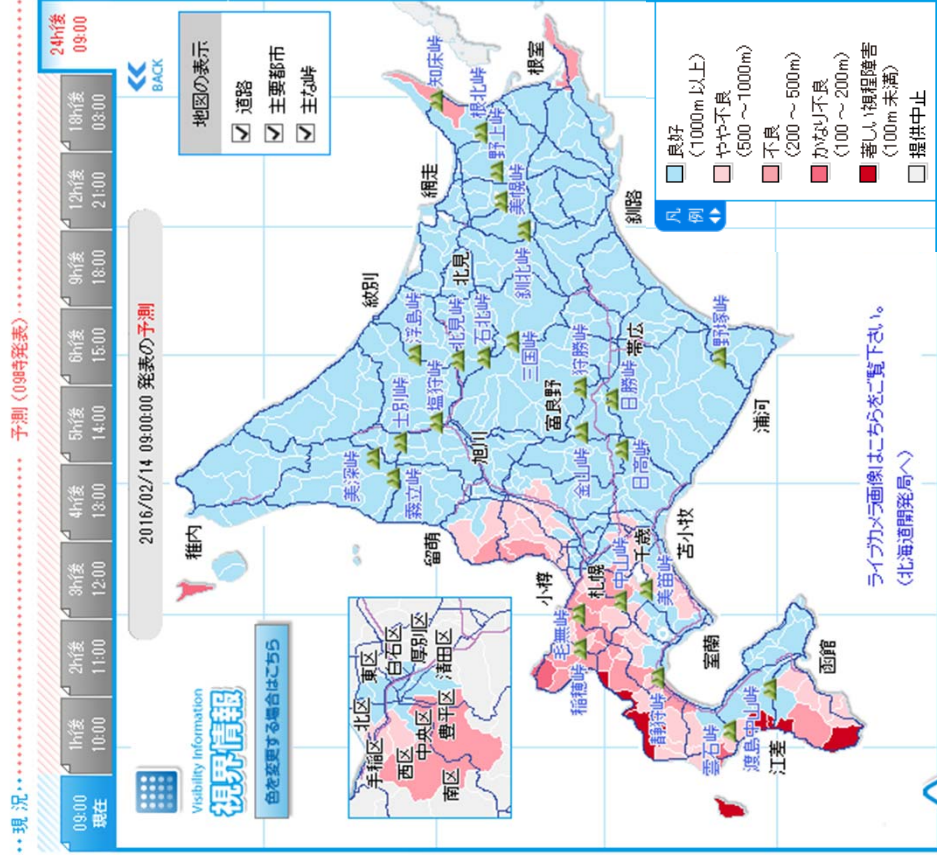 ‥現 況‥
予測(09時発表)
09:00
現在
1h後
10:00
2h後
11:00
3h後
12:00
4h後
13:00
5h後
14:00
6h後
15:00
9h後
18:00
12h後
21:00
18h後
03:00
24h後
09:00
2016/02/14 09:00:00 発表の予測
BACK
Visibility Information
視界情報
色を変更する場合はこちら
地図の表示
道路
主要都市
主な峠
手稲区
北区
東区
西区
白石区
中央区
厚別区
豊平区
清田区
南区
稚内
紋別
網走
知床峠
根北峠
野上峠
美幌峠
根室
美深峠
士別峠
浮島峠
霧立峠
塩狩峠
北見峠
北見
石北峠
留萌
旭川
三国峠
釧北峠
小樽
富良野
狩勝峠
金山峠
日勝峠
帯広
釧路
毛無峠
札幌
稲穂峠
中山峠
日高峠
千歳
美笛峠
苫小牧
野塚峠
静狩峠
室蘭
浦河
雲石峠
渡島中山峠
江差
函館
凡例
良好
(1000m 以上)
やや不良
(500 ~ 1000m)
不良
(200 ~ 500m)
かなり不良
(100 ~ 200m)
著しい視程障害
(100m 未満)
提供中止
ライブカメラ画像はこちらをご覧下さい。
(北海道開発局へ)